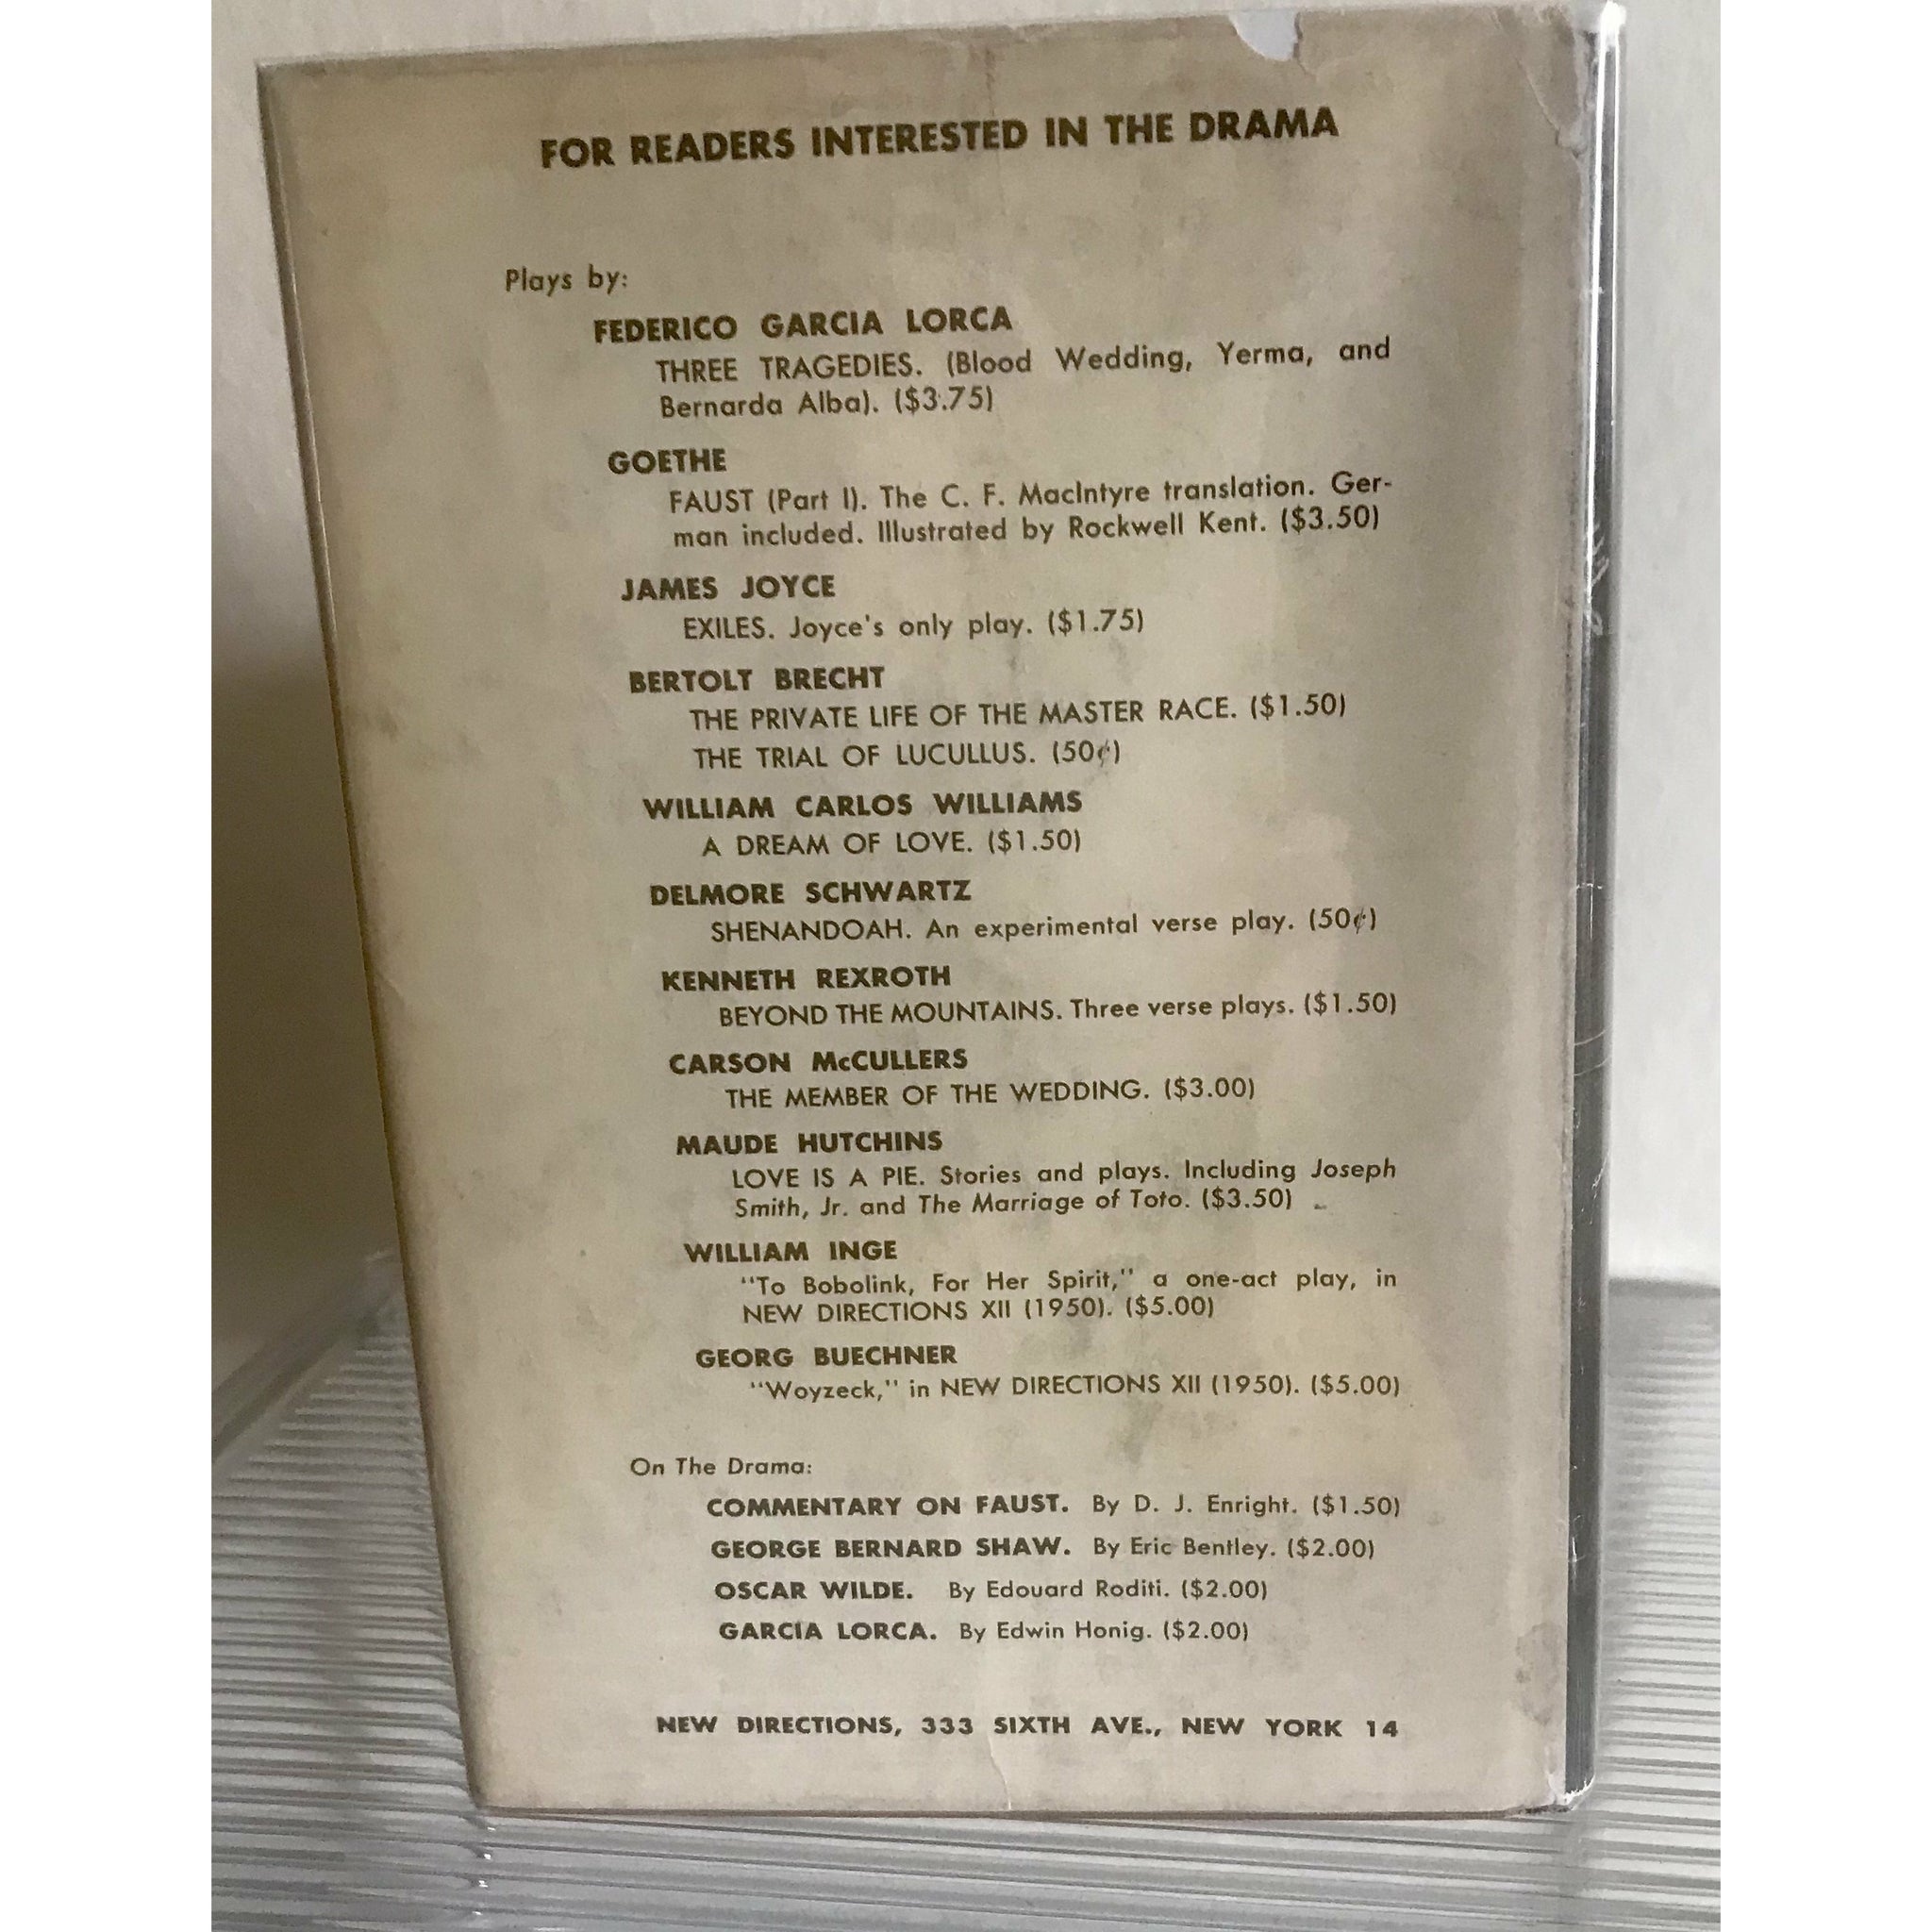 FOR READERS INTERESTED IN THE DRAMA
Plays by:
FEDERICO GARCIA LORCA
THREE TRAGEDIES. (Blood Wedding, Yerma, and
Bernarda Alba). ($3.75)
GOETHE
FAUST (Part I). The C. F. MacIntyre translation. Ger-
man included. Illustrated by Rockwell Kent. ($3.50)
JAMES JOYCE
EXILES. Joyce's only play. ($1.75)
BERTOLT BRECHT
THE PRIVATE LIFE OF THE MASTER RACE. ($1.50)
THE TRIAL OF LUCULLUS. (50¢)
WILLIAM CARLOS WILLIAMS
A DREAM OF LOVE. ($1.50)
DELMORE SCHWARTZ
SHENANDOAH. An experimental verse play. (50¢)
KENNETH REXROTH
BEYOND THE MOUNTAINS. Three verse plays. ($1.50)
CARSON McCULLERS
THE MEMBER OF THE WEDDING. ($3.00)
MAUDE HUTCHINS
LOVE IS A PIE. Stories and plays. Including Joseph
Smith, Jr. and The Marriage of Toto. ($3.50)
WILLIAM INGE
"To Bobolink, For Her Spirit," a one-act play, in
NEW DIRECTIONS XII (1950). ($5.00)
GEORG BUECHNER
"Woyzeck," in NEW DIRECTIONS XII (1950). ($5.00)
On The Drama:
COMMENTARY ON FAUST. By D. J. Enright. ($1.50)
GEORGE BERNARD SHAW. By Eric Bentley. ($2.00)
OSCAR WILDE. By Edouard Roditi. ($2.00)
GARCIA LORCA. By Edwin Honig. ($2.00)
NEW DIRECTIONS, 333 SIXTH AVE., NEW YORK 14